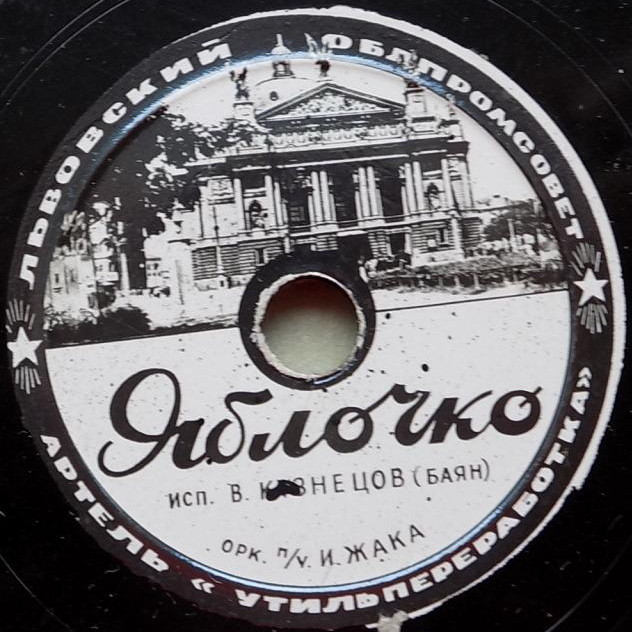 ЛЬВОВСКИЙ ОБЛПРОМСОВЕТ
Яблочко
исп. В. КУЗНЕЦОВ (БАЯН)
ОРК. п/у. И. ЖАКА
АРТЕЛЬ « УТИЛЬПЕРЕРАБОТКА»